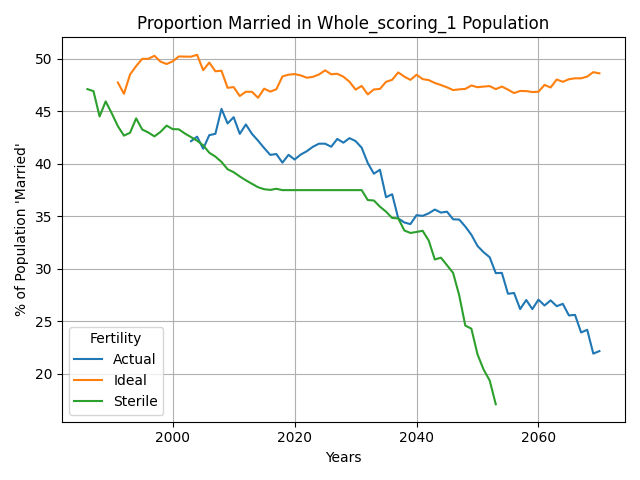 Proportion Married in Whole_scoring_1 Population
% of Population 'Married'
50
45
40
35
30
25
20
Fertility
Actual
Ideal
Sterile
2000
2020
2040
2060
Years